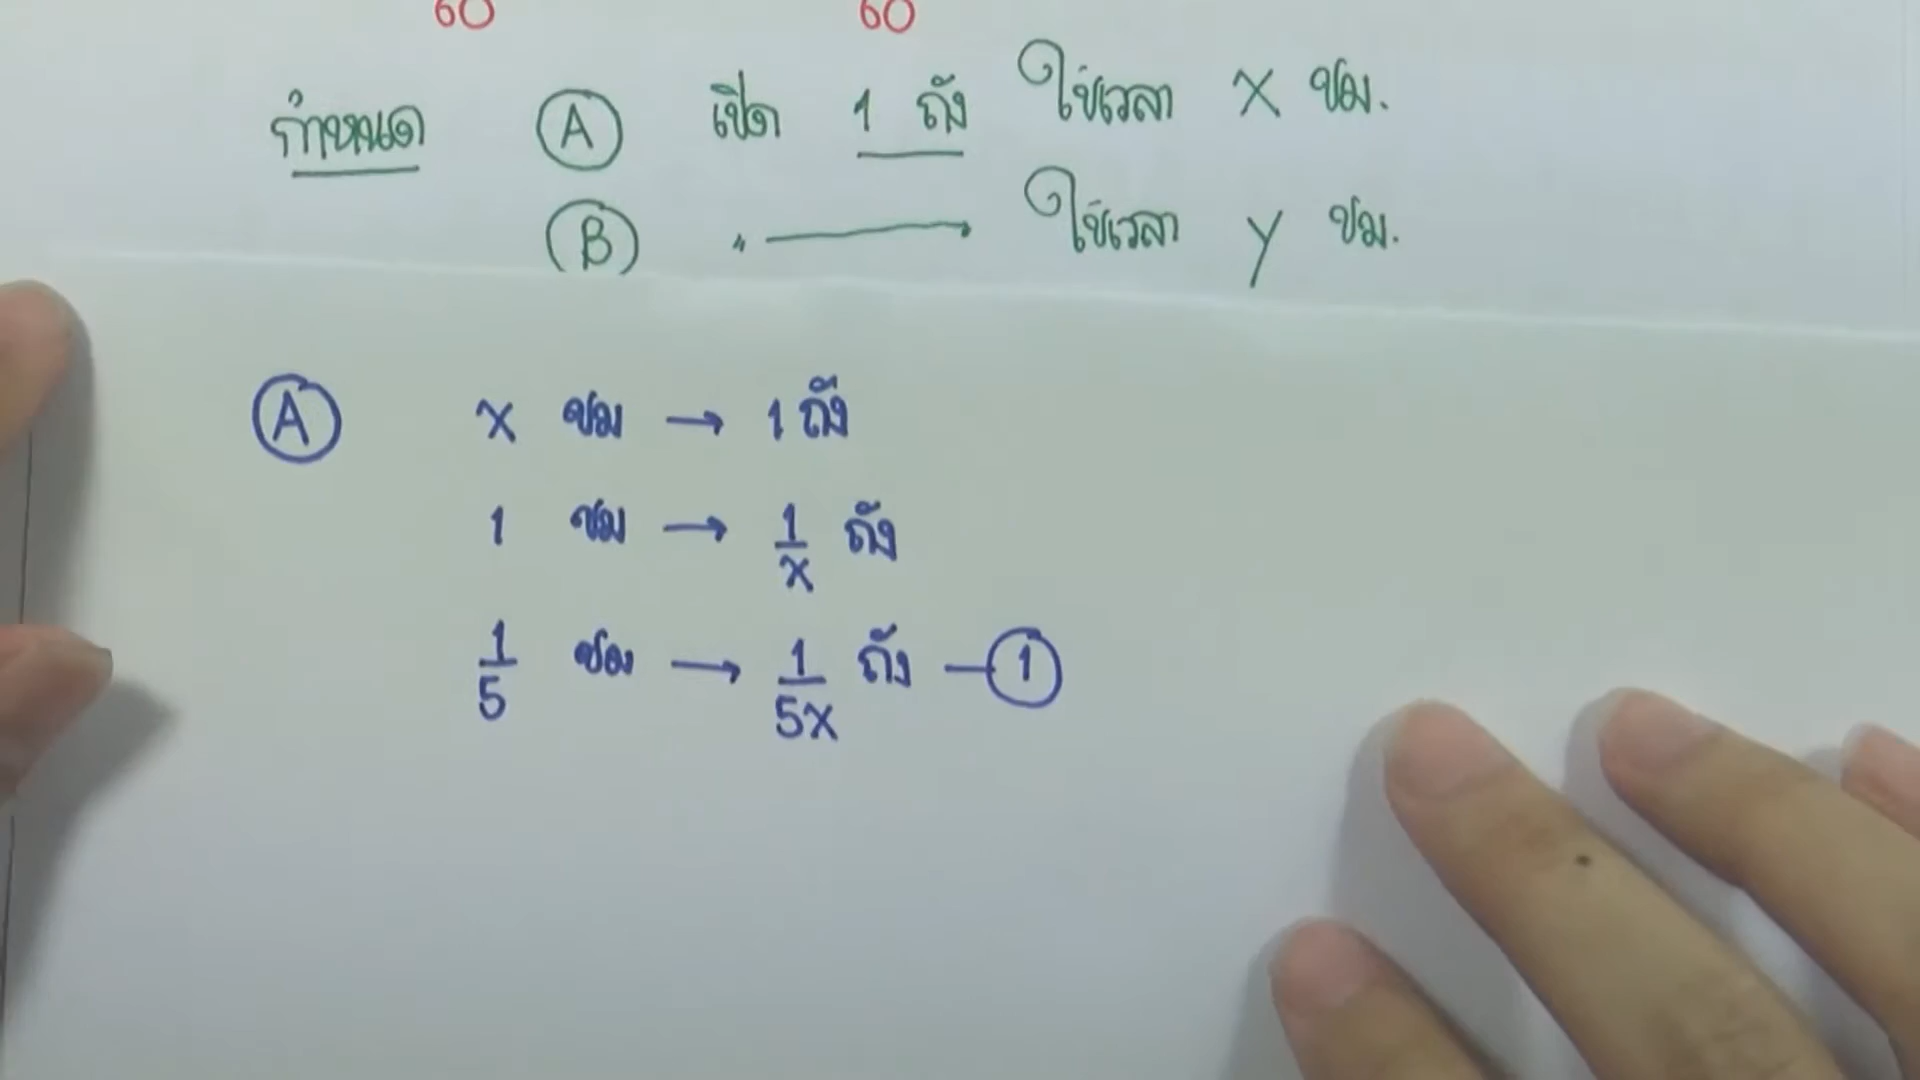 60 60
กำหนด A เปิด 1 ถัง ใช้เวลา x ชม.
B " ใช้เวลา y ชม.
A x ชม → 1 ถัง
1 ชม → 1/x ถัง
1/5 ชม → 1/5x ถัง — 1